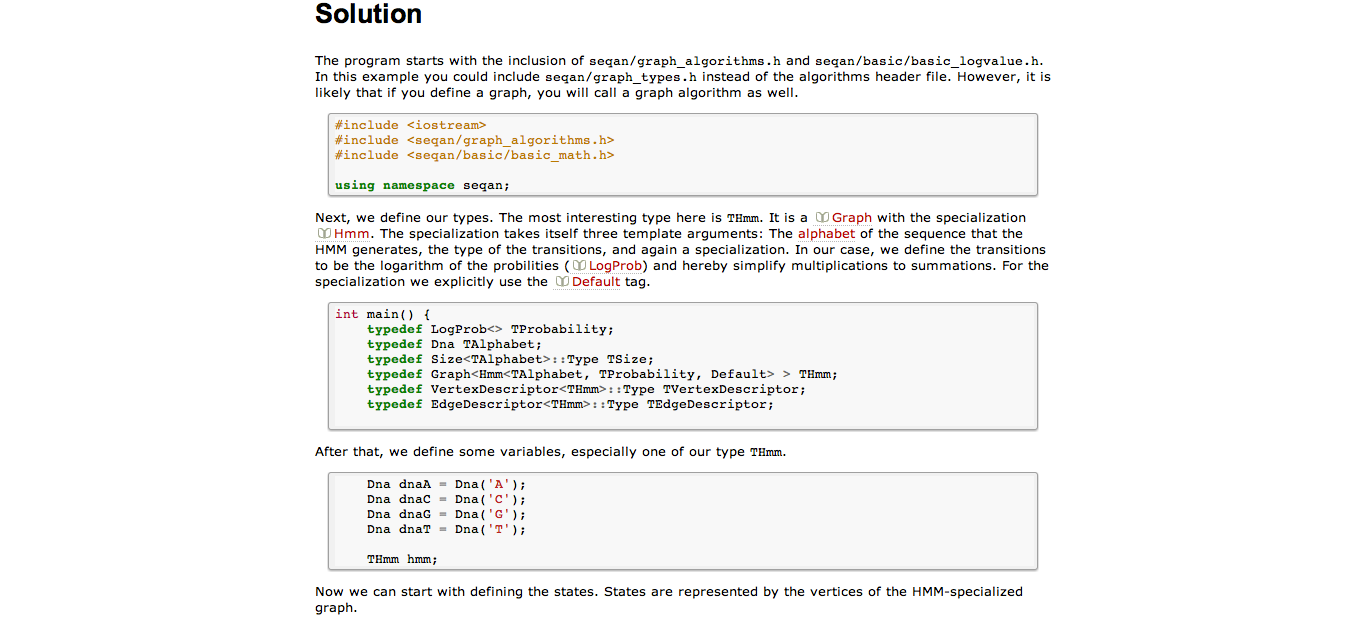 Solution
The program starts with the inclusion of seqan/graph_algorithms.h and seqan/basic/basic_logvalue.h.
In this example you could include seqan/graph_types.h instead of the algorithms header file. However, it is
likely that if you define a graph, you will call a graph algorithm as well.
#include <iostream>
#include <seqan/graph_algorithms.h>
#include <seqan/basic/basic_math.h>
using namespace seqan;
Next, we define our types. The most interesting type here is THmm. It is a Graph with the specialization
Hmm. The specialization takes itself three template arguments: The alphabet of the sequence that the
HMM generates, the type of the transitions, and again a specialization. In our case, we define the transitions
to be the logarithm of the probilities (LogProb) and hereby simplify multiplications to summations. For the
specialization we explicitly use the Default tag.
int main() {
    typedef LogProb<> TProbability;
    typedef Dna TAlphabet;
    typedef Size<TAlphabet>::Type TSize;
    typedef Graph<Hmm<TAlphabet, TProbability, Default> > THmm;
    typedef VertexDescriptor<THmm>::Type TVertexDescriptor;
    typedef EdgeDescriptor<THmm>::Type TEdgeDescriptor;
After that, we define some variables, especially one of our type THmm.
    Dna dnaA = Dna('A');
    Dna dnaC = Dna('C');
    Dna dnaG = Dna('G');
    Dna dnaT = Dna('T');
    THmm hmm;
Now we can start with defining the states. States are represented by the vertices of the HMM-specialized
graph.